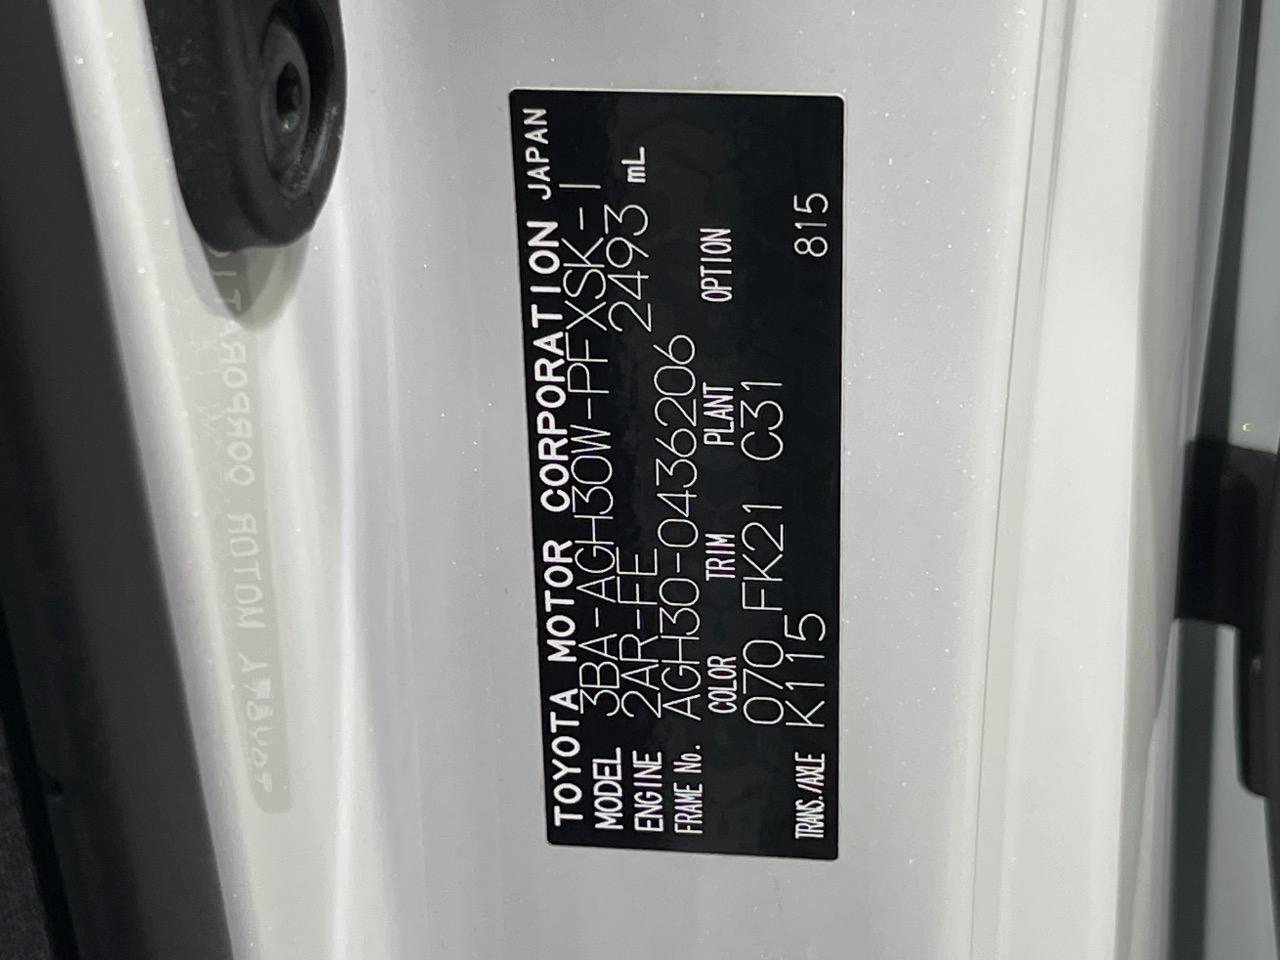 TOYOTA MOTOR CORPORATION JAPAN
MODEL 3BA-AGH30W-PFXSK-I
ENGINE 2AR-FE 2493 mL
FRAME No. AGH30-0436206
COLOR TRIM PLANT OPTION
070 FK21 C31
TRANS./AXLE K115 815